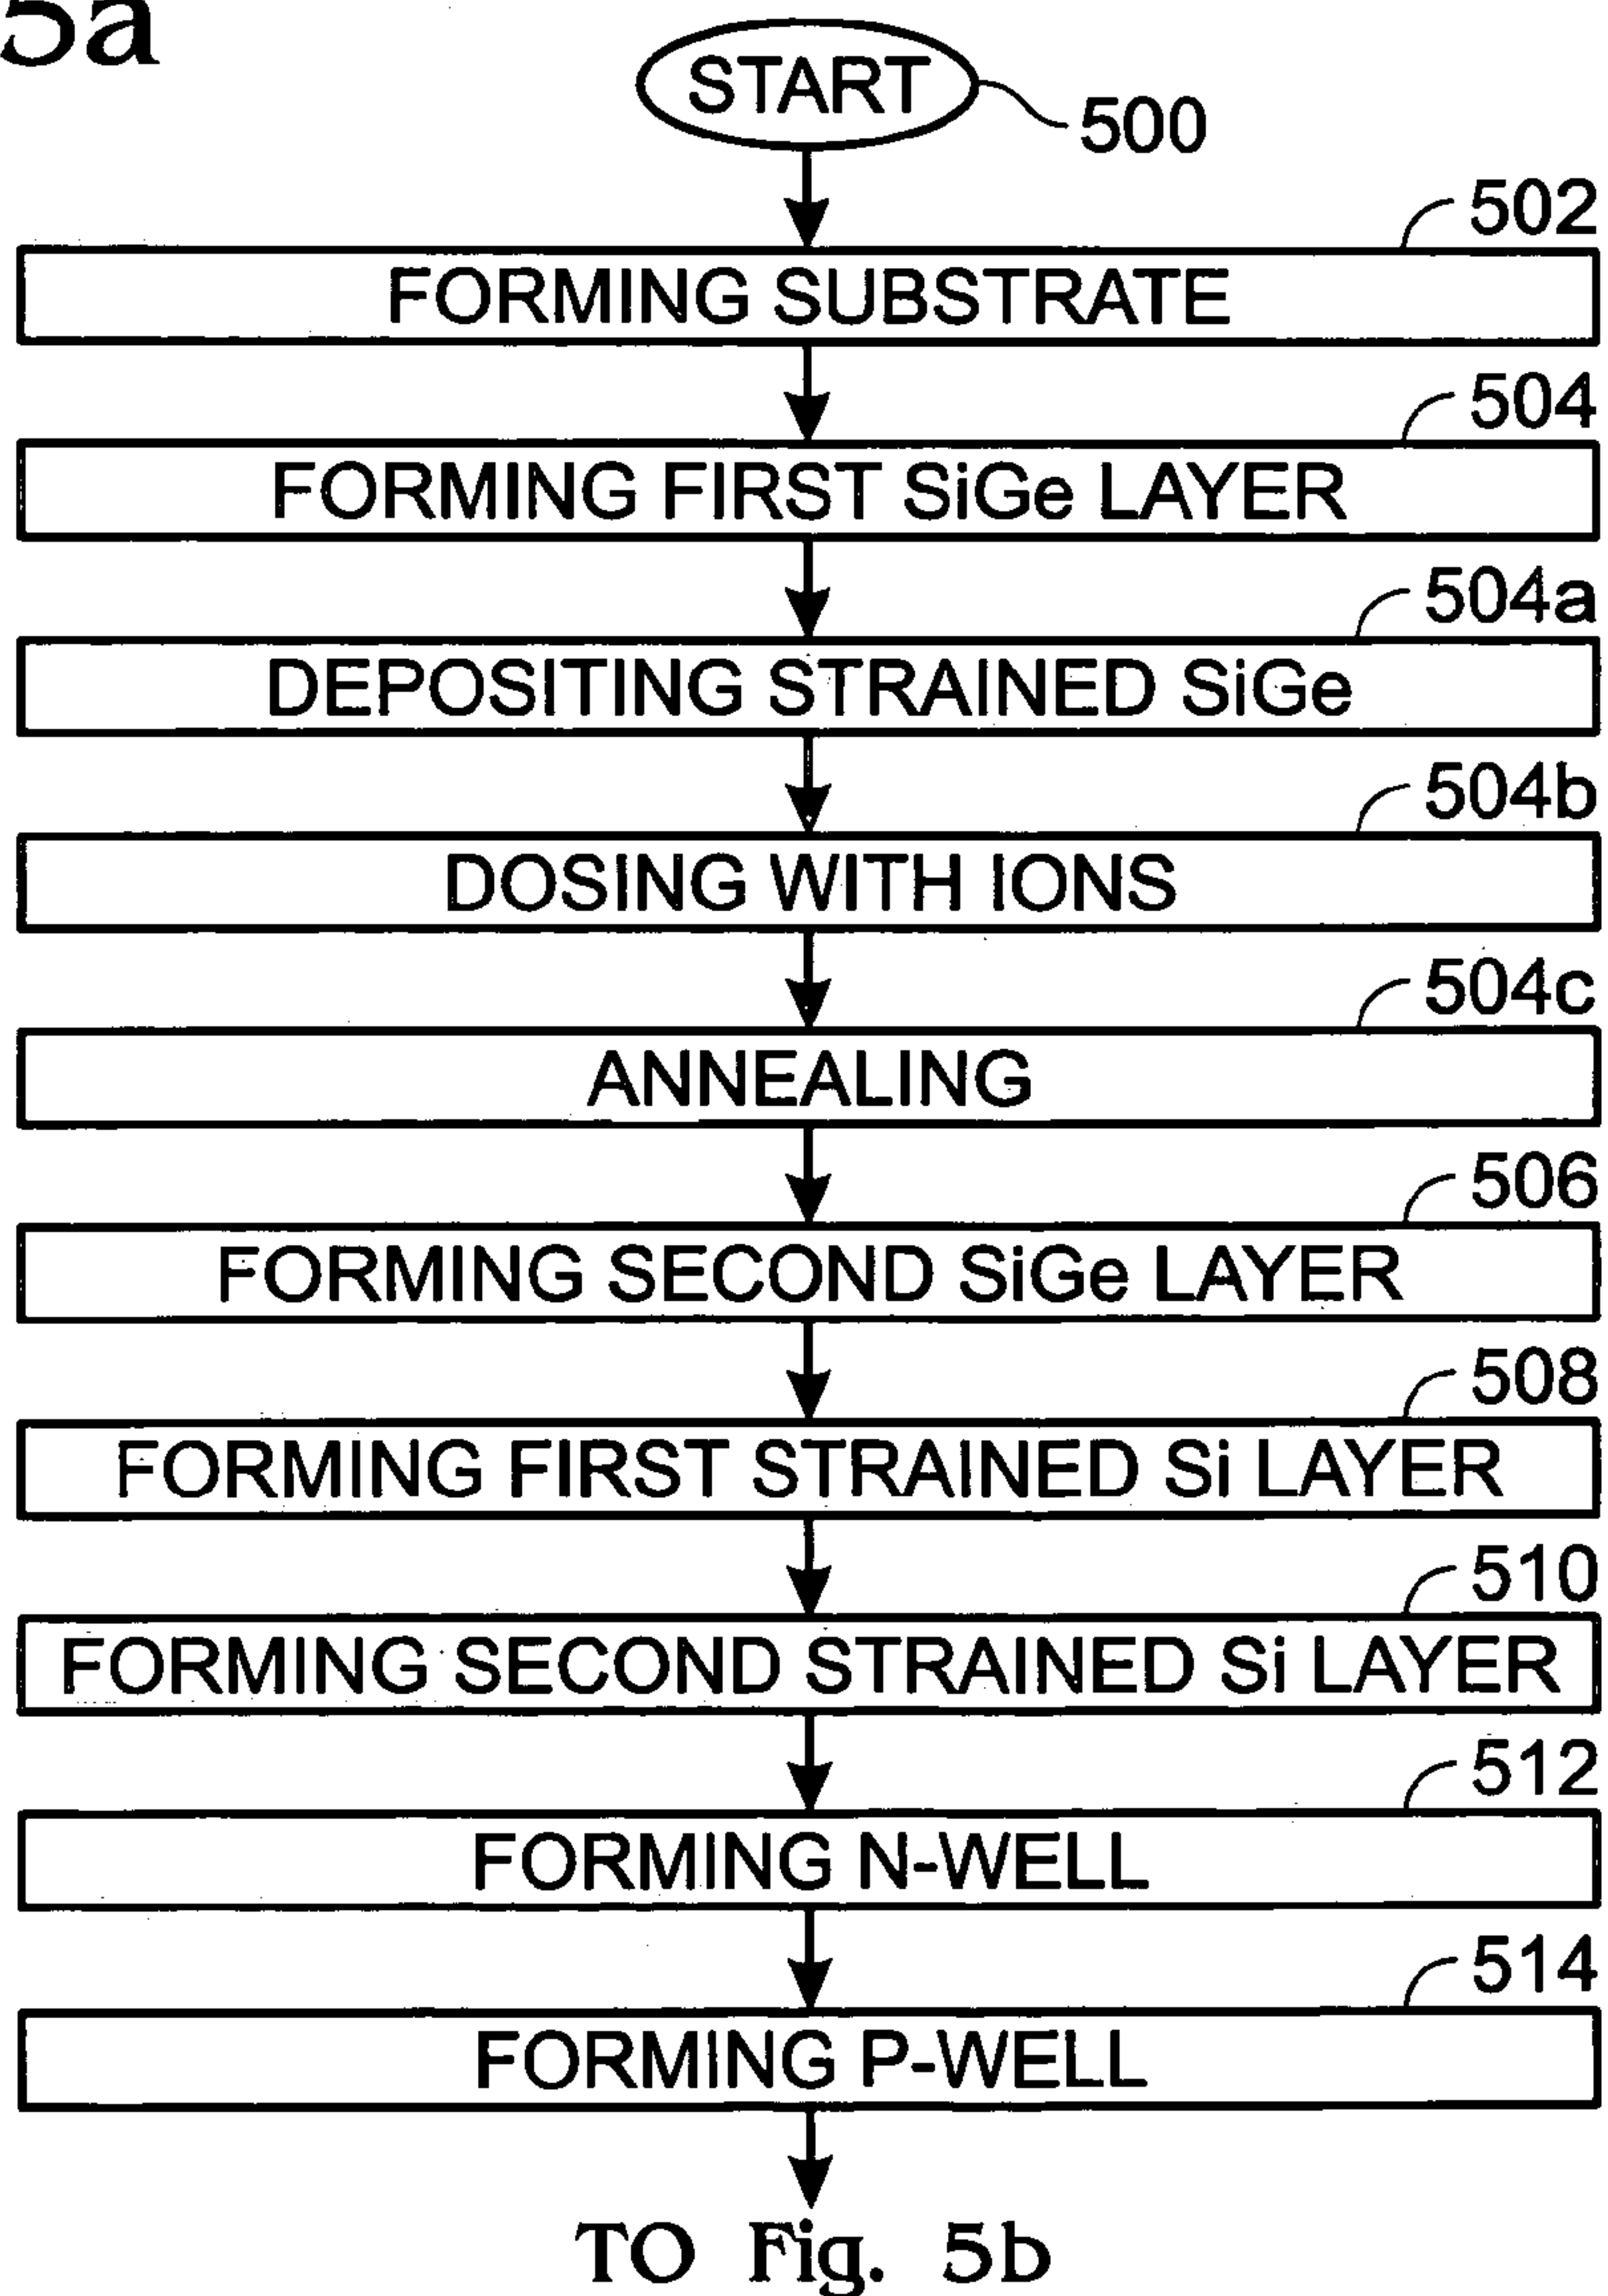 5a
START
500
502
FORMING SUBSTRATE
504
FORMING FIRST SiGe LAYER
504a
DEPOSITING STRAINED SiGe
504b
DOSING WITH IONS
504c
ANNEALING
506
FORMING SECOND SiGe LAYER
508
FORMING FIRST STRAINED Si LAYER
510
FORMING SECOND STRAINED Si LAYER
512
FORMING N-WELL
514
FORMING P-WELL
TO Fig. 5b